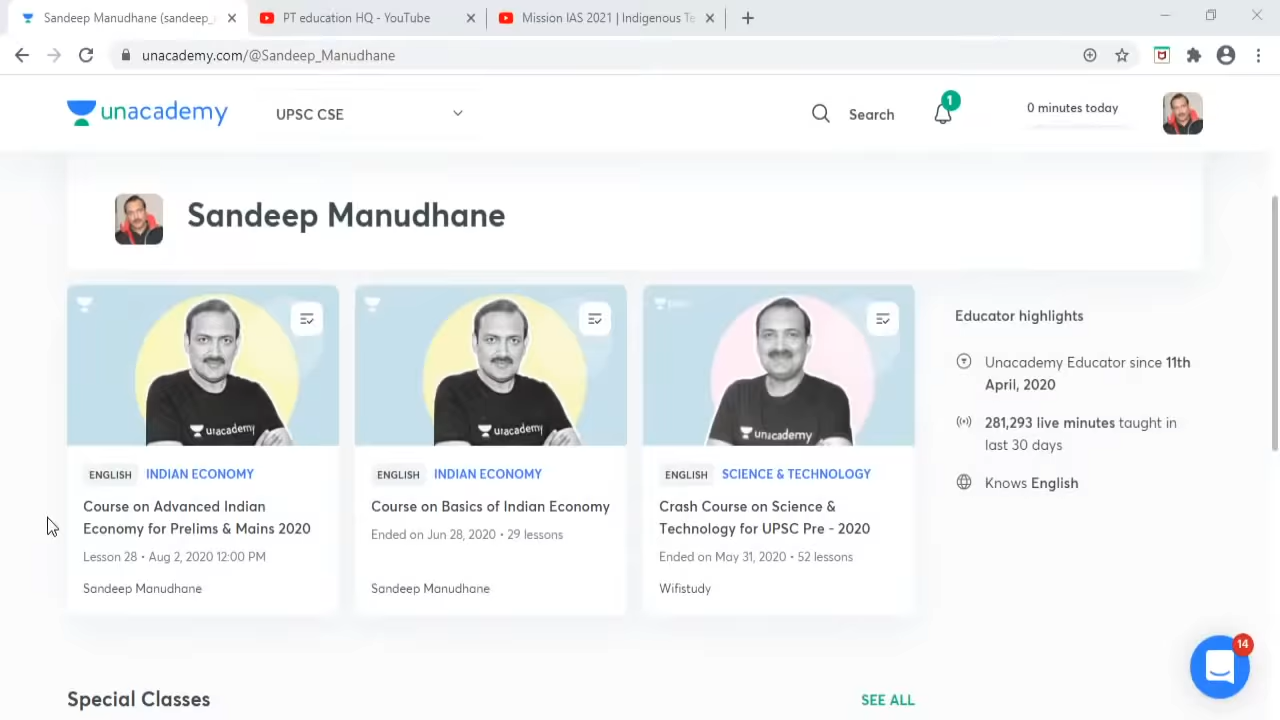 Sandeep Manudhane (sandeep_
PT education HQ - YouTube
Mission IAS 2021 | Indigenous Te
unacademy.com/@Sandeep_Manudhane
unacademy
UPSC CSE
Search
1
0 minutes today
Sandeep Manudhane
unacademy
unacademy
unacademy
ENGLISH INDIAN ECONOMY
Course on Advanced Indian
Economy for Prelims & Mains 2020
Lesson 28 • Aug 2, 2020 12:00 PM
Sandeep Manudhane
ENGLISH INDIAN ECONOMY
Course on Basics of Indian Economy
Ended on Jun 28, 2020 • 29 lessons
Sandeep Manudhane
ENGLISH SCIENCE & TECHNOLOGY
Crash Course on Science &
Technology for UPSC Pre - 2020
Ended on May 31, 2020 • 52 lessons
Wifistudy
Educator highlights
Unacademy Educator since 11th
April, 2020
281,293 live minutes taught in
last 30 days
Knows English
14
Special Classes
SEE ALL